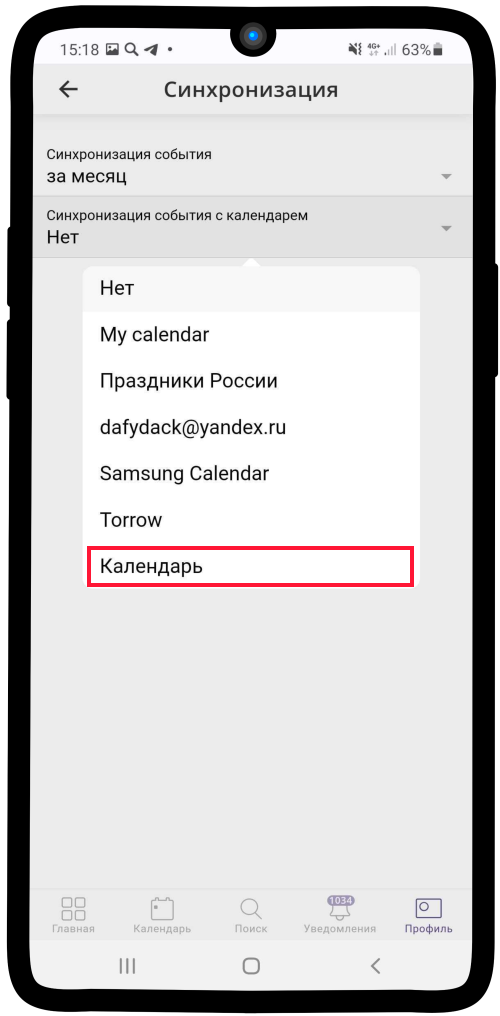 15:18 4G+ 63%
Синхронизация
Синхронизация события
за месяц
Синхронизация события с календарем
Нет
Нет
My calendar
Праздники России
dafydack@yandex.ru
Samsung Calendar
Torrow
Календарь
1034
Главная Календарь Поиск Уведомления Профиль